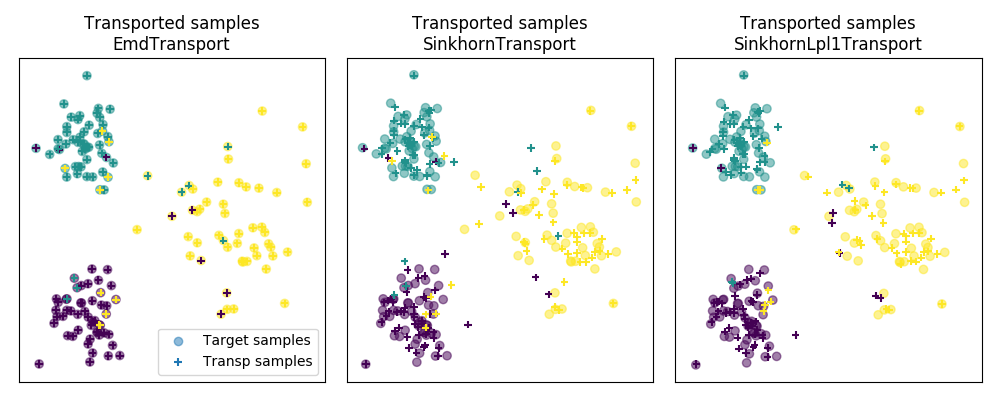 Transported samples
EmdTransport
Transported samples
SinkhornTransport
Transported samples
SinkhornLpl1Transport
Target samples
Transp samples